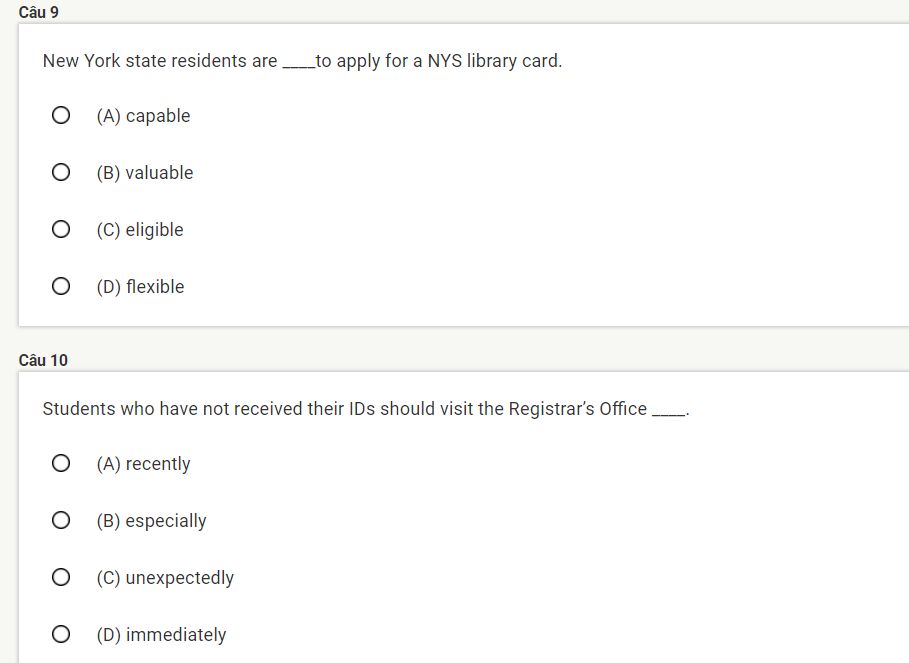 Câu 9
New York state residents are ____to apply for a NYS library card.
(A) capable
(B) valuable
(C) eligible
(D) flexible
Câu 10
Students who have not received their IDs should visit the Registrar’s Office ____.
(A) recently
(B) especially
(C) unexpectedly
(D) immediately